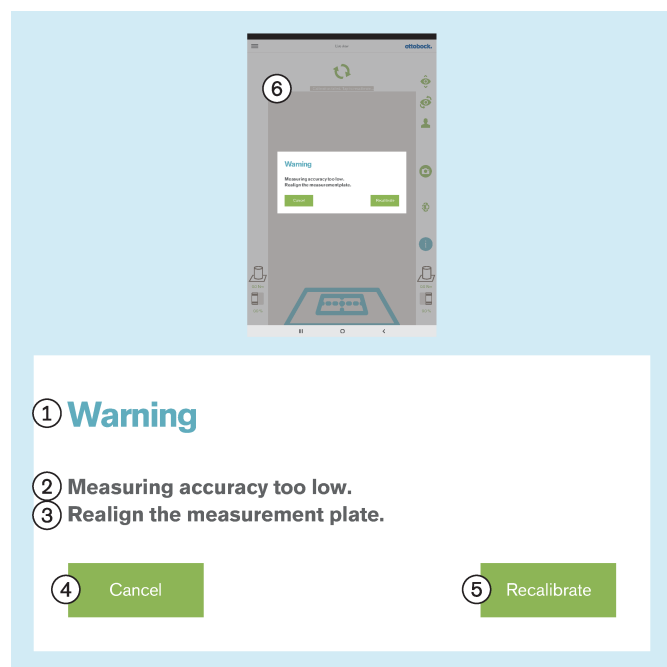 ottobock.
6
Warning
Measuring accuracy too low.
Realign the measurement plate.
Cancel
Recalibrate
1 Warning
2 Measuring accuracy too low.
3 Realign the measurement plate.
4 Cancel
5 Recalibrate